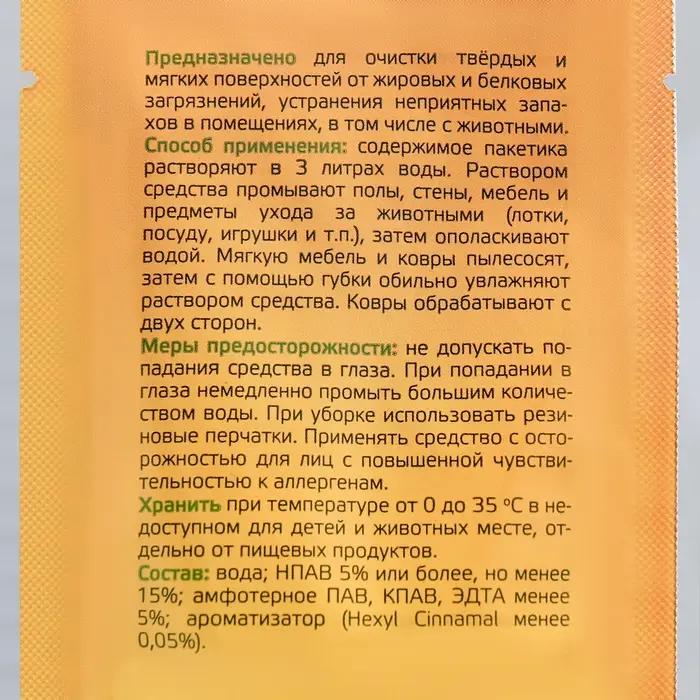 Предназначено для очистки твёрдых и
мягких поверхностей от жировых и белковых
загрязнений, устранения неприятных запа-
хов в помещениях, в том числе с животными.
Способ применения: содержимое пакетика
растворяют в 3 литрах воды. Раствором
средства промывают полы, стены, мебель и
предметы ухода за животными (лотки,
посуду, игрушки и т.п.), затем ополаскивают
водой. Мягкую мебель и ковры пылесосят,
затем с помощью губки обильно увлажняют
раствором средства. Ковры обрабатывают с
двух сторон.
Меры предосторожности: не допускать по-
падания средства в глаза. При попадании в
глаза немедленно промыть большим количе-
ством воды. При уборке использовать рези-
новые перчатки. Применять средство с осто-
рожностью для лиц с повышенной чувстви-
тельностью к аллергенам.
Хранить при температуре от 0 до 35 ºС в не-
доступном для детей и животных месте, от-
дельно от пищевых продуктов.
Состав: вода; НПАВ 5% или более, но менее
15%; амфотерное ПАВ, КПАВ, ЭДТА менее
5%; ароматизатор (Hexyl Cinnamal менее
0,05%).